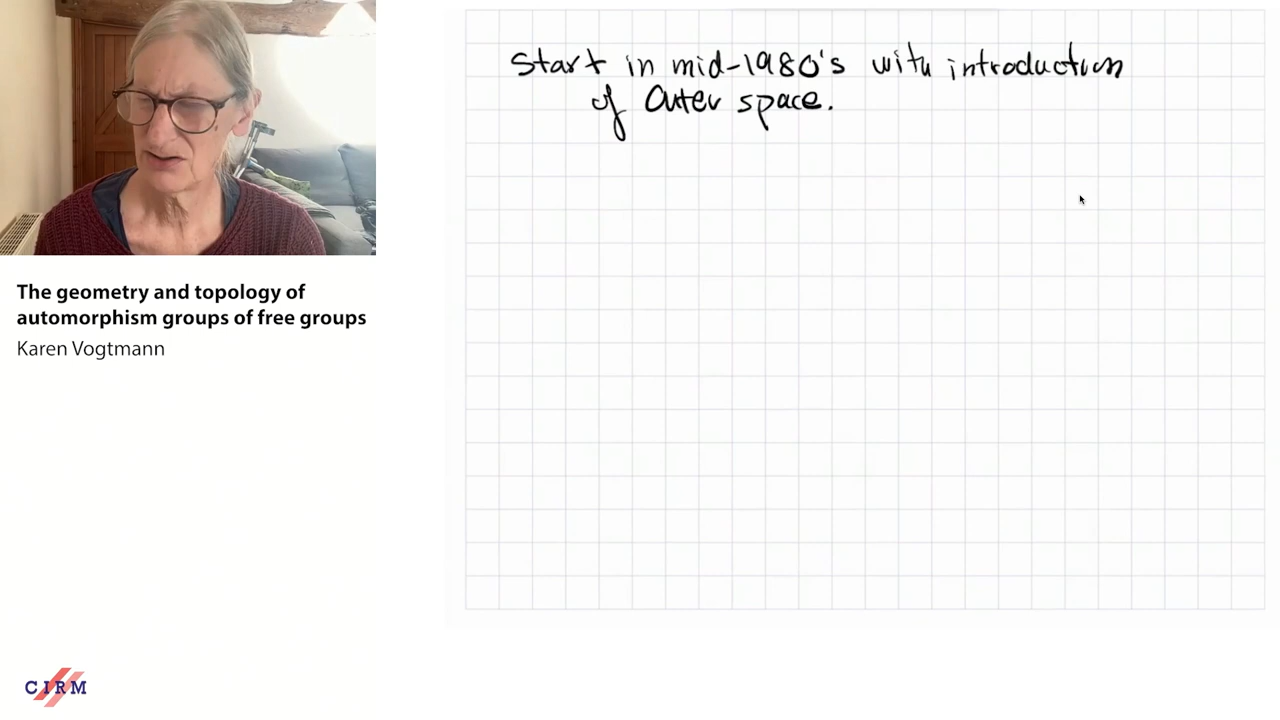 Start in mid-1980's with introduction
of Outer space.
The geometry and topology of
automorphism groups of free groups
Karen Vogtmann
CIRM